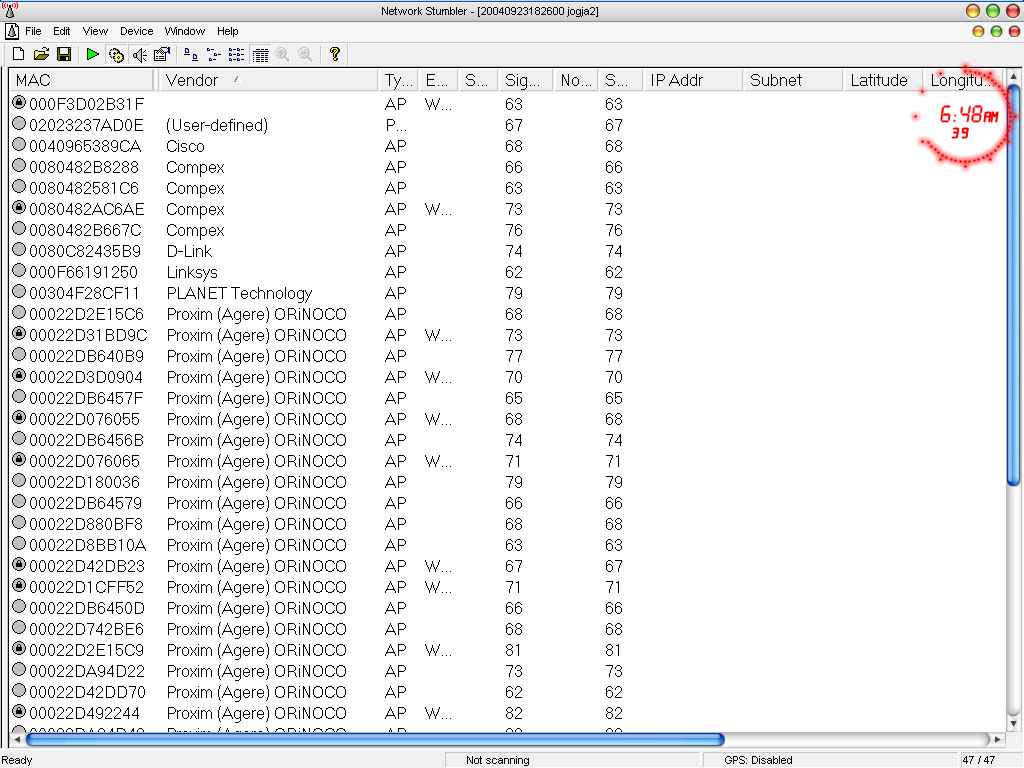 Network Stumbler - [20040923182600 jogja2]
File Edit View Device Window Help
MAC Vendor Ty... E... S... Sig... No... S... IP Addr Subnet Latitude Longitu...
6:48AM
39
000F3D02B31F AP W... 63 63
02023237AD0E (User-defined) P... 67 67
0040965389CA Cisco AP 68 68
0080482B8288 Compex AP 66 66
0080482581C6 Compex AP 63 63
0080482AC6AE Compex AP W... 73 73
0080482B667C Compex AP 76 76
0080C82435B9 D-Link AP 74 74
000F66191250 Linksys AP 62 62
00304F28CF11 PLANET Technology AP 79 79
00022D2E15C6 Proxim (Agere) ORiNOCO AP 68 68
00022D31BD9C Proxim (Agere) ORiNOCO AP W... 73 73
00022DB640B9 Proxim (Agere) ORiNOCO AP 77 77
00022D3D0904 Proxim (Agere) ORiNOCO AP W... 70 70
00022DB6457F Proxim (Agere) ORiNOCO AP 65 65
00022D076055 Proxim (Agere) ORiNOCO AP W... 68 68
00022DB6456B Proxim (Agere) ORiNOCO AP 74 74
00022D076065 Proxim (Agere) ORiNOCO AP W... 71 71
00022D180036 Proxim (Agere) ORiNOCO AP 79 79
00022DB64579 Proxim (Agere) ORiNOCO AP 66 66
00022D880BF8 Proxim (Agere) ORiNOCO AP 68 68
00022D8BB10A Proxim (Agere) ORiNOCO AP 63 63
00022D42DB23 Proxim (Agere) ORiNOCO AP W... 67 67
00022D1CFF52 Proxim (Agere) ORiNOCO AP W... 71 71
00022DB6450D Proxim (Agere) ORiNOCO AP 66 66
00022D742BE6 Proxim (Agere) ORiNOCO AP 68 68
00022D2E15C9 Proxim (Agere) ORiNOCO AP W... 81 81
00022DA94D22 Proxim (Agere) ORiNOCO AP 73 73
00022D42DD70 Proxim (Agere) ORiNOCO AP 62 62
00022D492244 Proxim (Agere) ORiNOCO AP W... 82 82
Proxim (Agere) ORiNOCO AP
Ready Not scanning GPS: Disabled 47 / 47